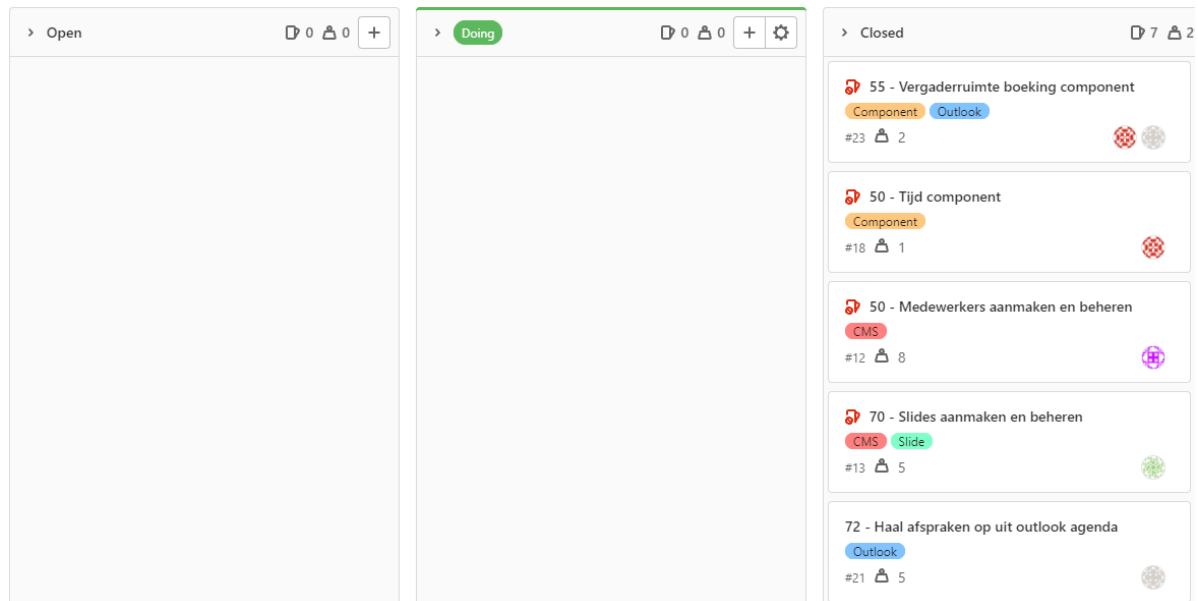 Open 0 0
Doing 0 0
Closed 7 2
55 - Vergaderruimte boeking component
Component Outlook
#23 2
50 - Tijd component
Component
#18 1
50 - Medewerkers aanmaken en beheren
CMS
#12 8
70 - Slides aanmaken en beheren
CMS Slide
#13 5
72 - Haal afspraken op uit outlook agenda
Outlook
#21 5